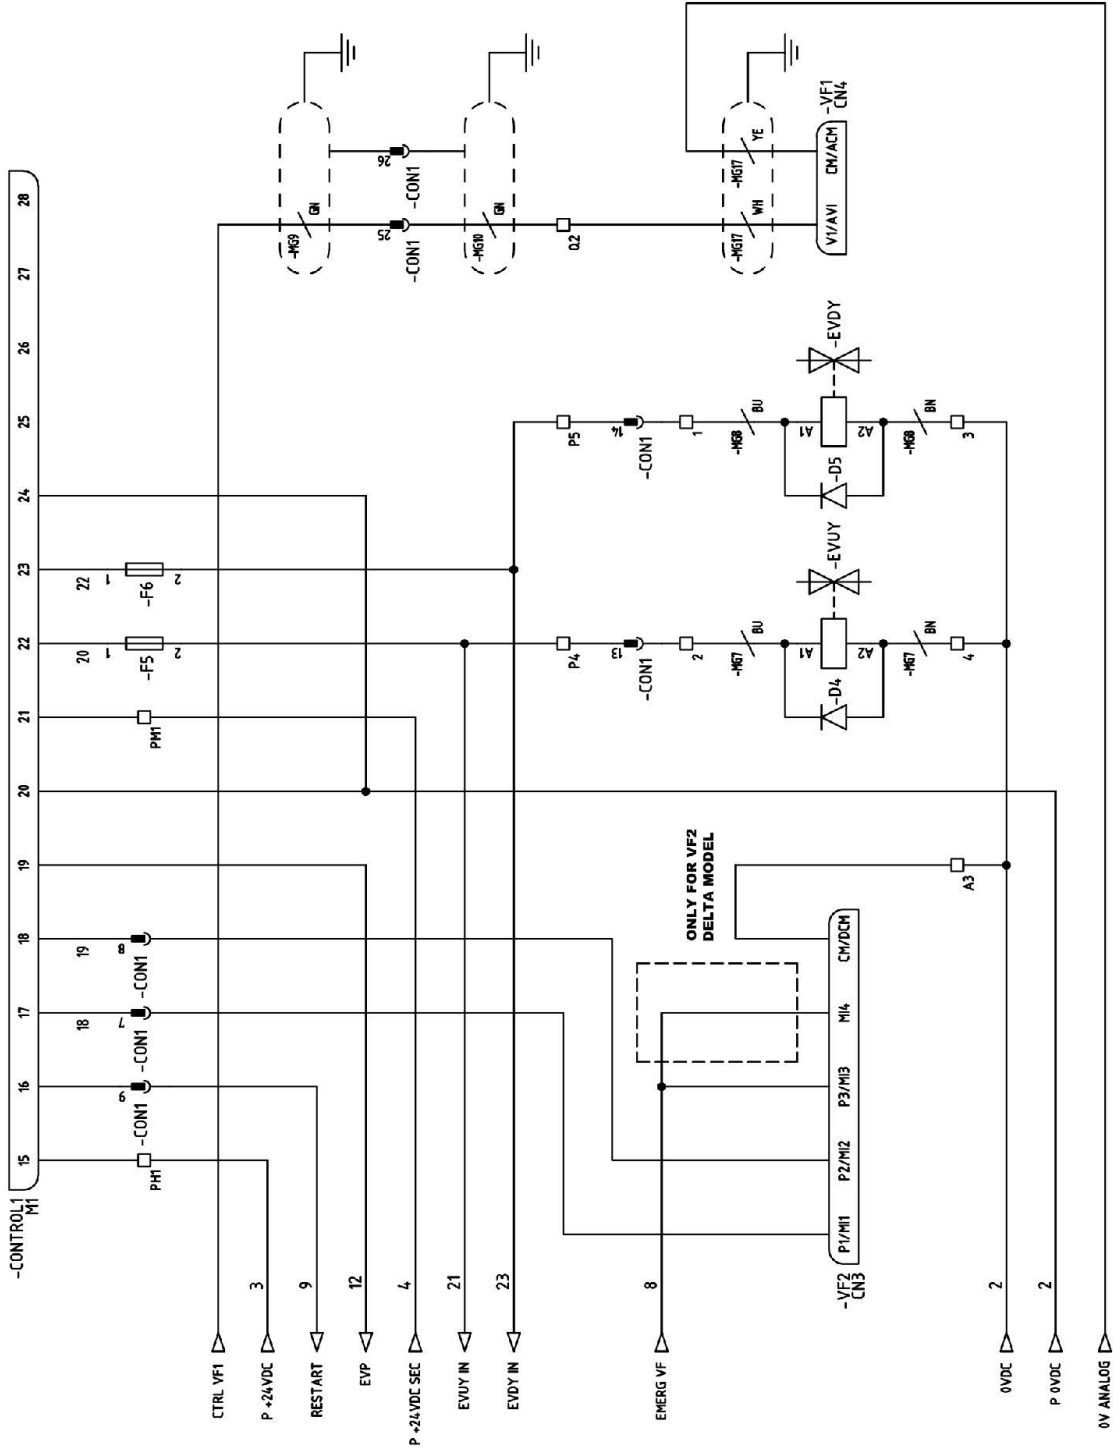 -CONTROL1
M1
15
16
17
18
19
20
21
22
23
24
25
26
27
28
PH1
9
-CON1
18
7
-CON1
19
8
-CON1
PM1
20
1
2
-F5
22
1
2
-F6
-MG9
GN
25
-CON1
26
-CON1
-MG10
GN
Q2
-MG17
WH
-MG17
YE
-VF1
CN4
V1/AVI
CM/ACM
P4
13
-CON1
2
-MG7
BU
A1
A2
-D4
-EVUY
-MG7
BN
4
P5
14
-CON1
1
-MG8
BU
A1
A2
-D5
-EVDY
-MG8
BN
3
ONLY FOR VF2
DELTA MODEL
A3
-VF2
CN3
P1/MI1
P2/MI2
P3/MI3
MI4
CM/DCM
CTRL VF1
P +24VDC
3
RESTART
9
EVP
12
P +24VDC SEC
4
EVUY IN
21
EVDY IN
23
EMERG VF
8
0VDC
2
P 0VDC
2
0V ANALOG